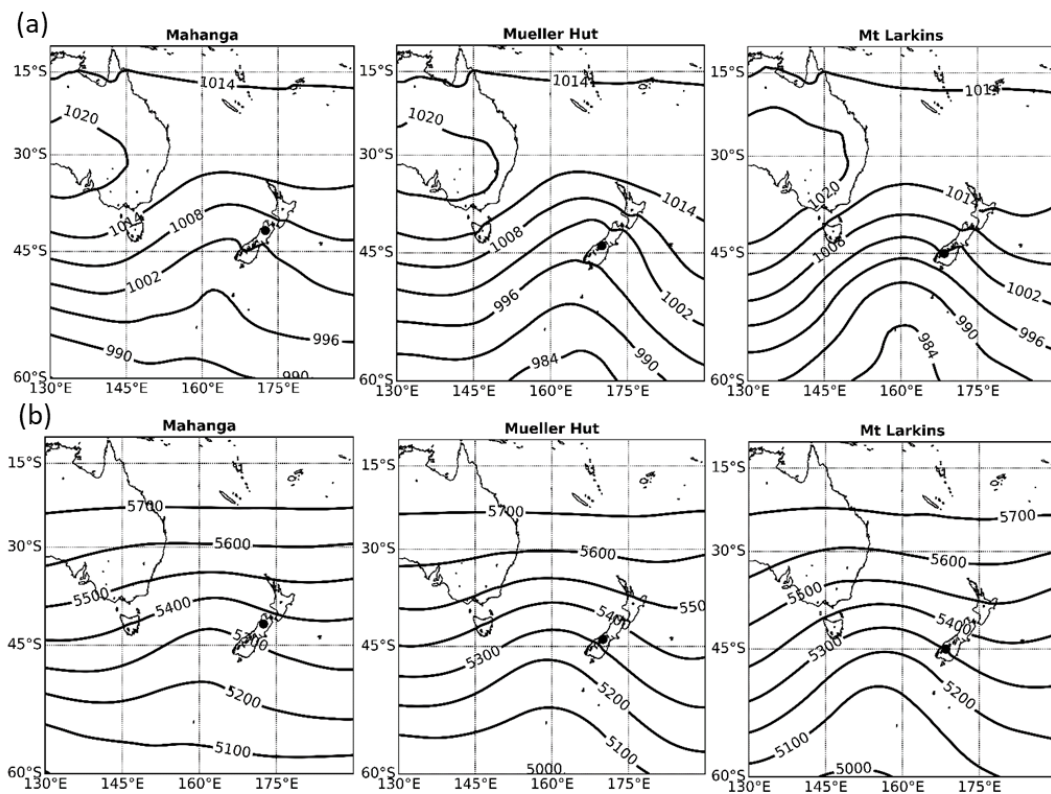 (a)
Mahanga
Mueller Hut
Mt Larkins
15°S
30°S
45°S
60°S
1014
1020
1014
1008
1002
996
990
990
130°E
145°E
160°E
175°E
15°S
30°S
45°S
60°S
1014
1020
1014
1008
996
1002
990
984
130°E
145°E
160°E
175°E
15°S
30°S
45°S
60°S
1020
1008
1002
996
990
984
130°E
145°E
160°E
175°E
(b)
Mahanga
Mueller Hut
Mt Larkins
15°S
30°S
45°S
60°S
5700
5600
5500
5400
5200
5100
130°E
145°E
160°E
175°E
15°S
30°S
45°S
60°S
5700
5600
5400
5300
5200
5100
5000
130°E
145°E
160°E
175°E
15°S
30°S
45°S
60°S
5700
5600
5400
5300
5200
5100
5000
130°E
145°E
160°E
175°E